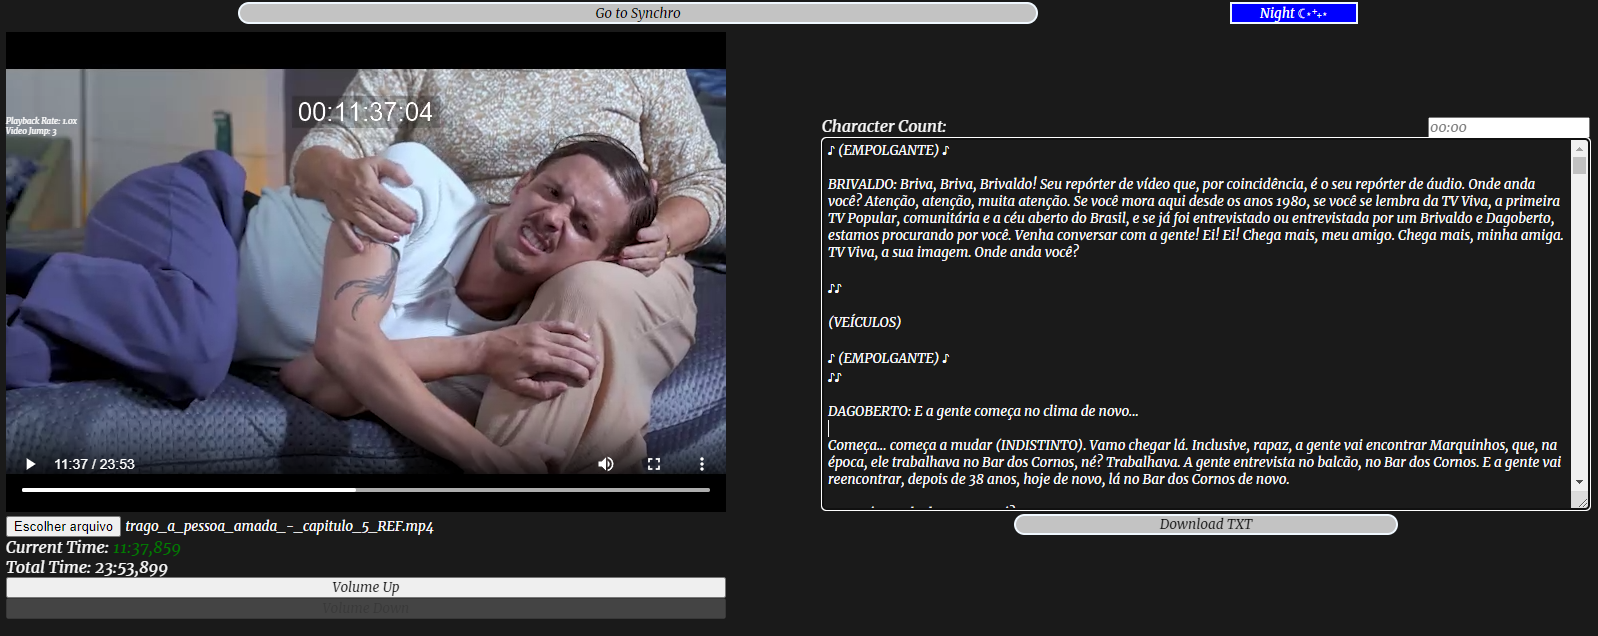 Go to Synchro
Night ☾⋆⁺₊⋆
00:11:37:04
Playback Rate: 1.0x
Video Jump: 3
11:37 / 23:53
Escolher arquivo trago_a_pessoa_amada_-_capitulo_5_REF.mp4
Current Time: 11:37,859
Total Time: 23:53,899
Volume Up
Volume Down
Character Count:
00:00
♪ (EMPOLGANTE) ♪
BRIVALDO: Briva, Briva, Brivaldo! Seu repórter de vídeo que, por coincidência, é o seu repórter de áudio. Onde anda
você? Atenção, atenção, muita atenção. Se você mora aqui desde os anos 1980, se você se lembra da TV Viva, a primeira
TV Popular, comunitária e a céu aberto do Brasil, e se já foi entrevistado ou entrevistada por um Brivaldo e Dagoberto,
estamos procurando por você. Venha conversar com a gente! Ei! Ei! Chega mais, meu amigo. Chega mais, minha amiga.
TV Viva, a sua imagem. Onde anda você?
♪♪
(VEÍCULOS)
♪ (EMPOLGANTE) ♪
♪♪
DAGOBERTO: E a gente começa no clima de novo...
Começa... começa a mudar (INDISTINTO). Vamo chegar lá. Inclusive, rapaz, a gente vai encontrar Marquinhos, que, na
época, ele trabalhava no Bar dos Cornos, né? Trabalhava. A gente entrevista no balcão, no Bar dos Cornos. E a gente vai
reencontrar, depois de 38 anos, hoje de novo, lá no Bar dos Cornos de novo.
Download TXT